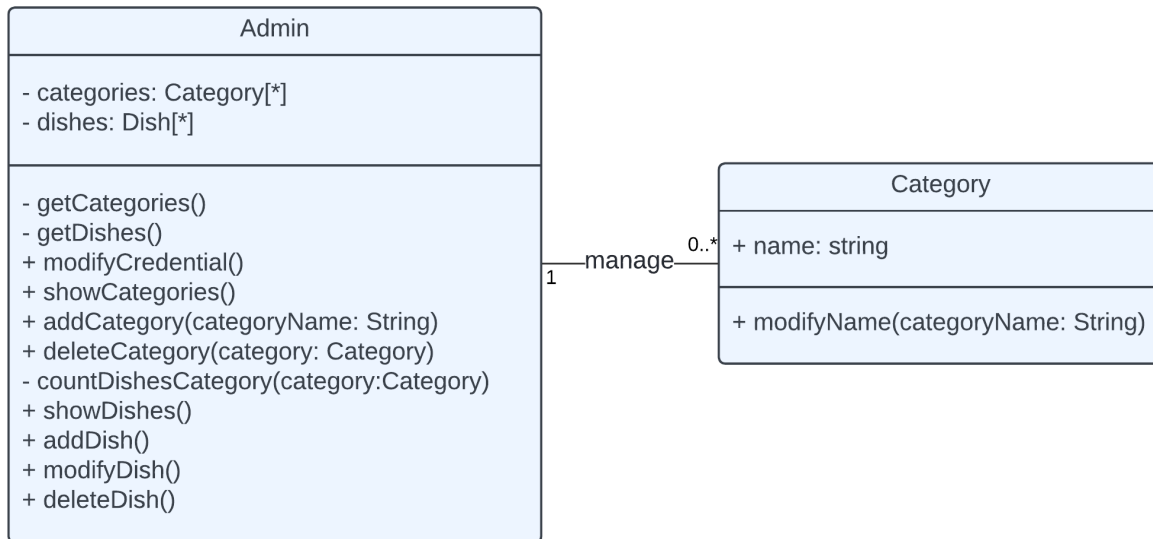 Admin
- categories: Category[*]
- dishes: Dish[*]
- getCategories()
- getDishes()
+ modifyCredential()
+ showCategories()
+ addCategory(categoryName: String)
+ deleteCategory(category: Category)
- countDishesCategory(category:Category)
+ showDishes()
+ addDish()
+ modifyDish()
+ deleteDish()
1
manage
0..*
Category
+ name: string
+ modifyName(categoryName: String)